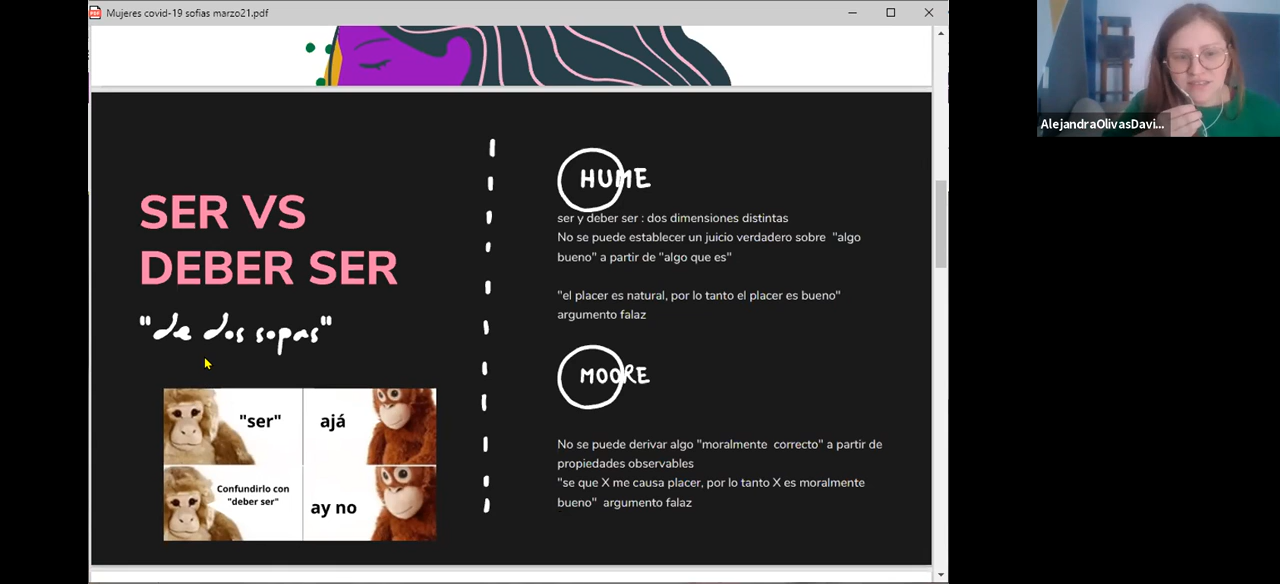 Mujeres covid-19 sofias marzo21.pdf
AlejandraOlivasDavi...
SER VS
DEBER SER
"de dos sopas"
"ser"
ajá
Confundirlo con
"deber ser"
ay no
HUME
ser y deber ser : dos dimensiones distintas
No se puede establecer un juicio verdadero sobre "algo
bueno" a partir de "algo que es"
"el placer es natural, por lo tanto el placer es bueno"
argumento falaz
MOORE
No se puede derivar algo "moralmente correcto" a partir de
propiedades observables
"se que X me causa placer, por lo tanto X es moralmente
bueno" argumento falaz